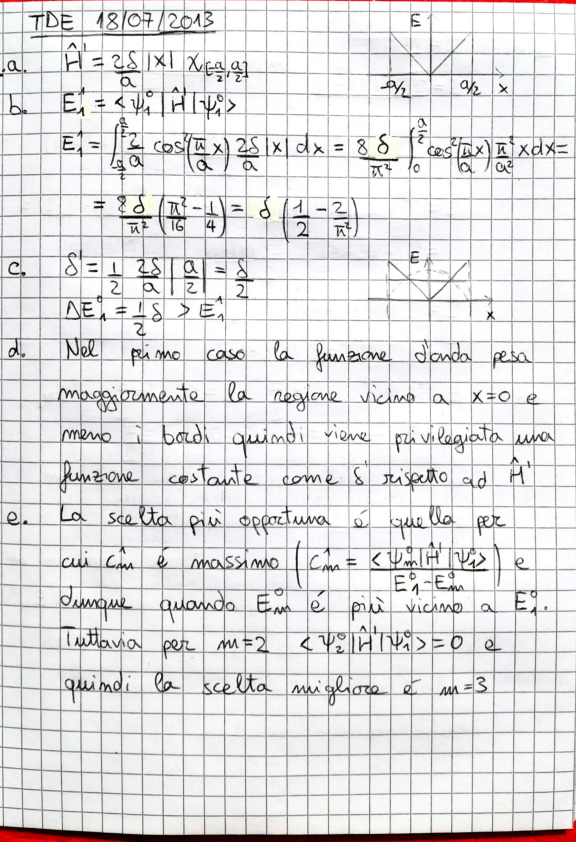 TDE 18/07/2013
E
-a/2 a/2 x
.a. Ĥ' = 2δ/a |x| χ[-a/2, a/2]
b. E₁¹ = <ψ₁⁰|Ĥ'|ψ₁⁰>
E₁¹ = ∫_{-a/2}^{a/2} 2/a cos²(π/a x) 2δ/a |x| dx = 8δ/π² ∫_0^{a/2} cos²(π/a x) π²/a² x dx =
= 8δ/π² (π²/16 - 1/4) = δ (1/2 - 2/π²)
c. δ' = 1/2 2δ/a |a/2| = δ/2
E
x
ΔE₁⁰ = 1/2 δ > E₁¹
d. Nel primo caso la funzione d'onda pesa
maggiormente la regione vicino a x=0 e
meno i bordi quindi viene privilegiata una
funzione costante come δ' rispetto ad Ĥ'
e. La scelta più opportuna é quella per
cui cₘ¹ é massimo (cₘ¹ = <ψₘ⁰|Ĥ'|ψ₁⁰> / E₁⁰-Eₘ⁰) e
dunque quando Eₘ⁰ é più vicino a E₁⁰.
Tuttavia per m=2 <ψ₂⁰|Ĥ'|ψ₁⁰>=0 e
quindi la scelta migliore é m=3